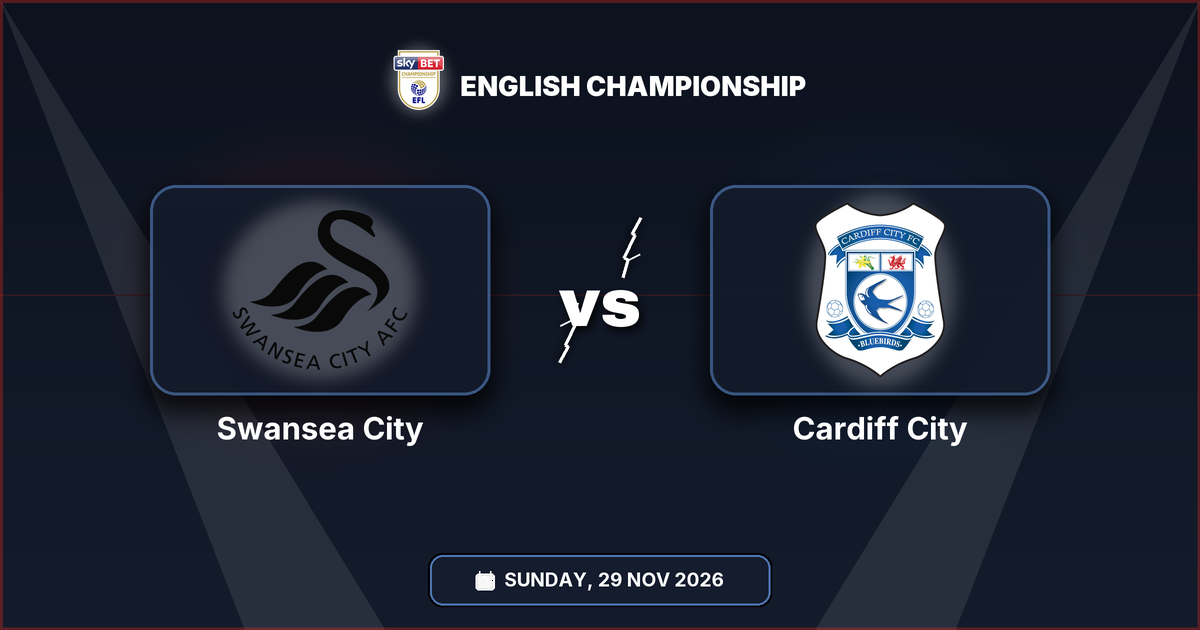 sky BET
CHAMPIONSHIP
EFL
ENGLISH CHAMPIONSHIP
SWANSEA CITY AFC
vs
CARDIFF CITY FC
BLUEBIRDS
Swansea City
Cardiff City
SUNDAY, 29 NOV 2026